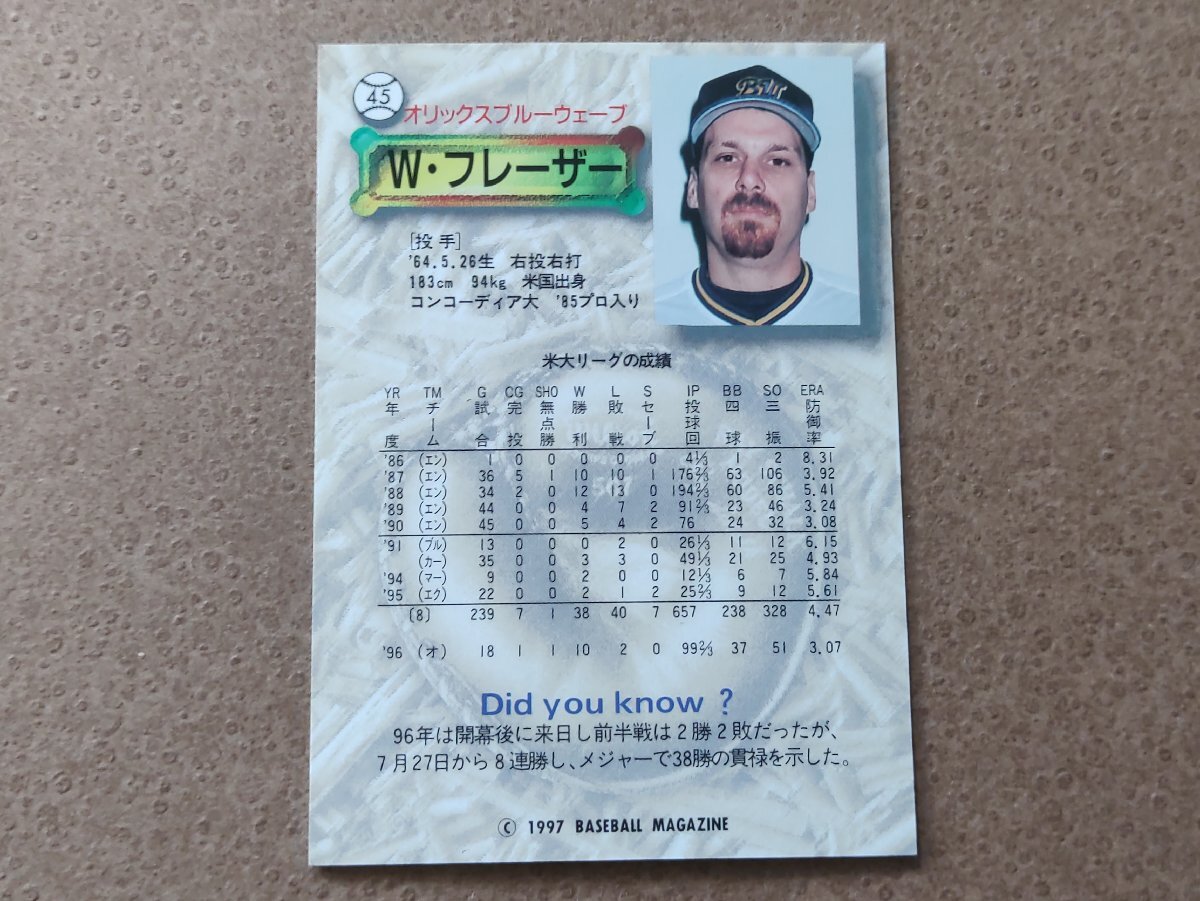 45
オリックスブルーウェーブ
W・フレーザー
[投手]
'64.5.26生 右投右打
183cm 94kg 米国出身
コンコーディア大 '85プロ入り
米大リーグの成績
YR TM G CG SHO W L S IP BB SO ERA
年度 チーム 試合 完投 無点勝 勝利 敗戦 セーブ 投球回 四球 三振 防御率
'86 (エン) 1 0 0 0 0 0 4⅓ 1 2 8.31
'87 (エン) 36 5 1 10 10 1 176⅔ 63 106 3.92
'88 (エン) 34 2 0 12 13 0 194⅔ 60 86 5.41
'89 (エン) 44 0 0 4 7 2 91⅔ 23 46 3.24
'90 (エン) 45 0 0 5 4 2 76 24 32 3.08
'91 (ブル) 13 0 0 0 2 0 26⅓ 11 12 6.15
(カー) 35 0 0 3 3 0 49⅓ 21 25 4.93
'94 (マー) 9 0 0 2 0 0 12⅓ 6 7 5.84
'95 (エク) 22 0 0 2 1 2 25⅔ 9 12 5.61
〔8〕 239 7 1 38 40 7 657 238 328 4.47
'96 (オ) 18 1 1 10 2 0 99⅔ 37 51 3.07
Did you know ?
96年は開幕後に来日し前半戦は2勝2敗だったが、
7月27日から8連勝し、メジャーで38勝の貫禄を示した。
© 1997 BASEBALL MAGAZINE